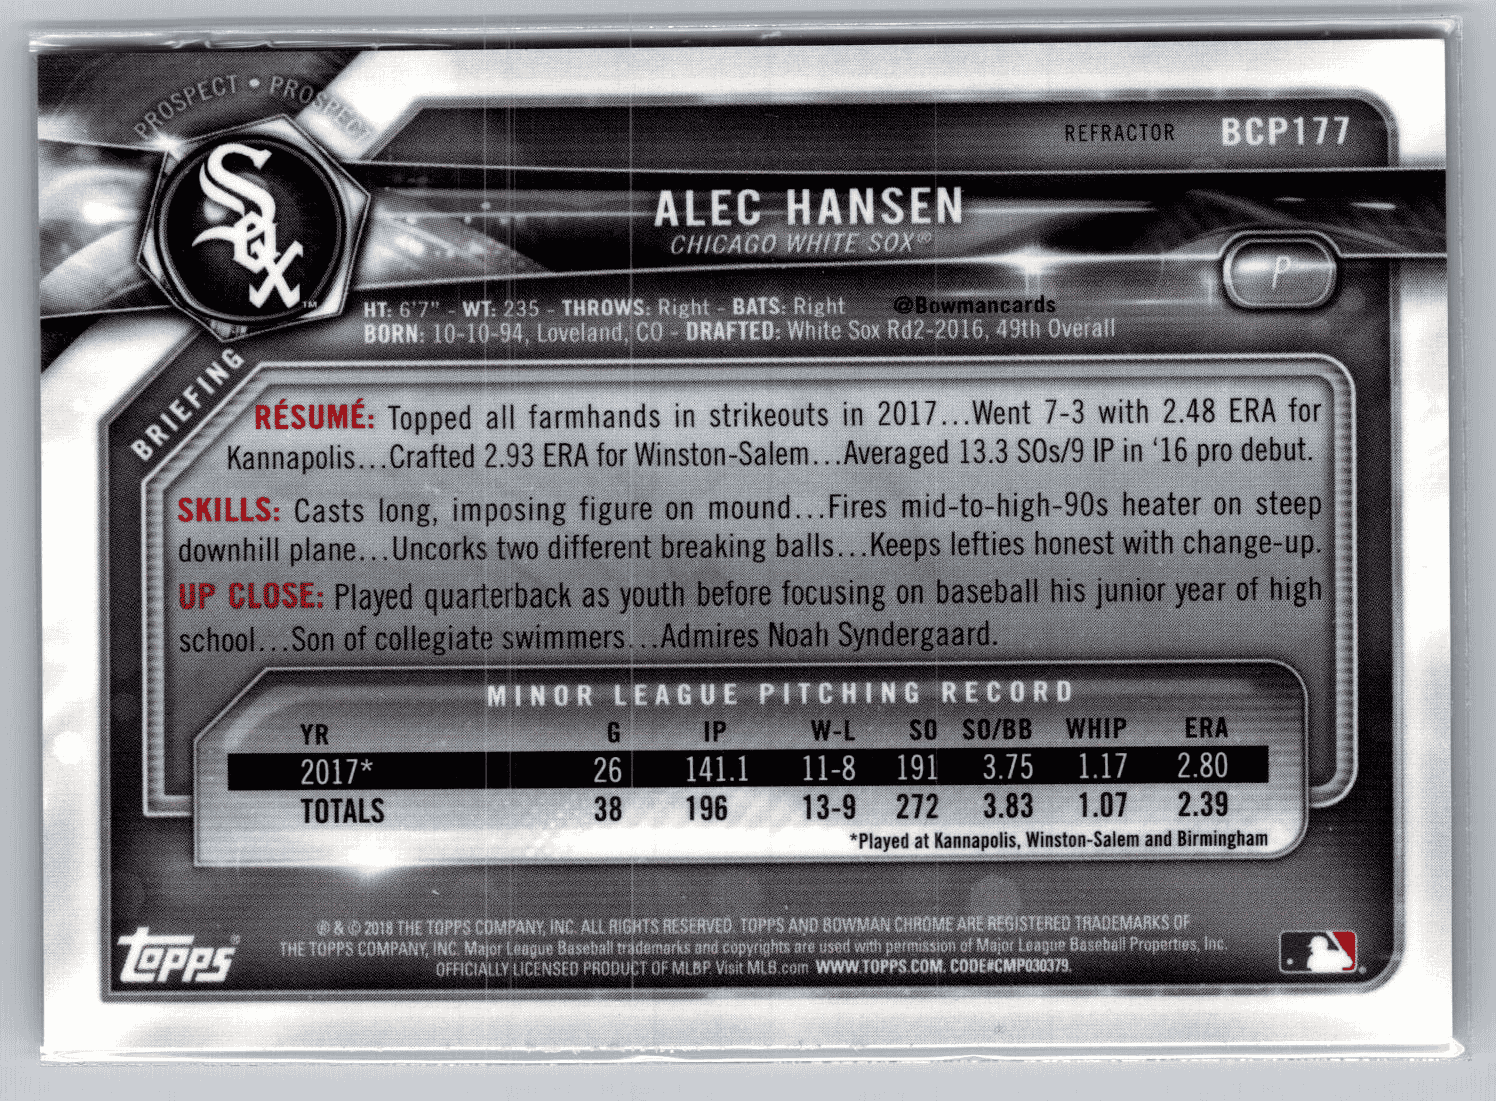 PROSPECT • PROSPECT
REFRACTOR BCP177
Sox
TM
ALEC HANSEN
CHICAGO WHITE SOX®
P
HT: 6'7" - WT: 235 - THROWS: Right - BATS: Right @Bowmancards
BORN: 10-10-94, Loveland, CO - DRAFTED: White Sox Rd2-2016, 49th Overall
BRIEFING
RÉSUMÉ: Topped all farmhands in strikeouts in 2017...Went 7-3 with 2.48 ERA for
Kannapolis...Crafted 2.93 ERA for Winston-Salem...Averaged 13.3 SOs/9 IP in ‘16 pro debut.
SKILLS: Casts long, imposing figure on mound...Fires mid-to-high-90s heater on steep
downhill plane...Uncorks two different breaking balls...Keeps lefties honest with change-up.
UP CLOSE: Played quarterback as youth before focusing on baseball his junior year of high
school...Son of collegiate swimmers...Admires Noah Syndergaard.
MINOR LEAGUE PITCHING RECORD
YR G IP W-L SO SO/BB WHIP ERA
2017* 26 141.1 11-8 191 3.75 1.17 2.80
TOTALS 38 196 13-9 272 3.83 1.07 2.39
*Played at Kannapolis, Winston-Salem and Birmingham
® & © 2018 THE TOPPS COMPANY, INC. ALL RIGHTS RESERVED. TOPPS AND BOWMAN CHROME ARE REGISTERED TRADEMARKS OF
THE TOPPS COMPANY, INC. Major League Baseball trademarks and copyrights are used with permission of Major League Baseball Properties, Inc.
OFFICIALLY LICENSED PRODUCT OF MLBP Visit MLB.com WWW.TOPPS.COM. CODE#CMP030379.
Topps®